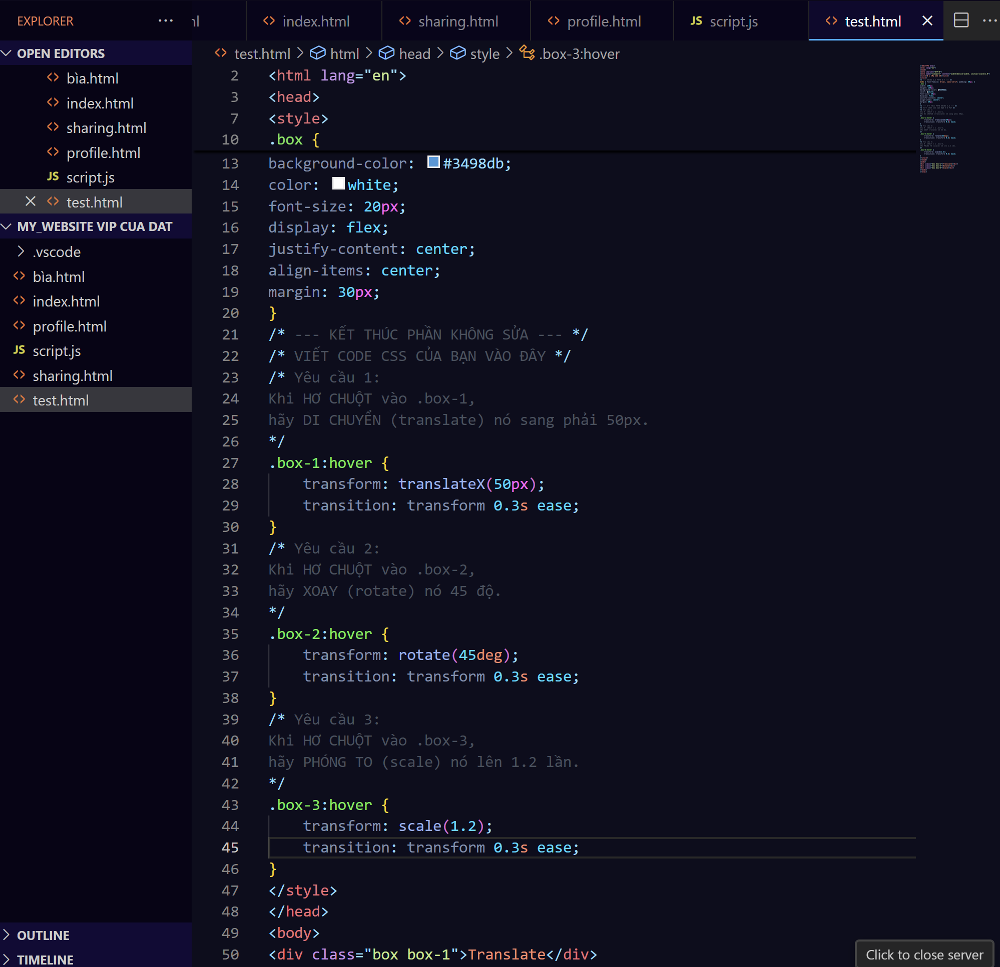 EXPLORER
index.html
sharing.html
profile.html
JS script.js
test.html
OPEN EDITORS
bìa.html
index.html
sharing.html
profile.html
JS script.js
test.html
MY_WEBSITE VIP CUA DAT
.vscode
bìa.html
index.html
profile.html
JS script.js
sharing.html
test.html
OUTLINE
TIMELINE
test.html > html > head > style > .box-3:hover
2 <html lang="en">
3 <head>
7 <style>
10 .box {
13 background-color: #3498db;
14 color: white;
15 font-size: 20px;
16 display: flex;
17 justify-content: center;
18 align-items: center;
19 margin: 30px;
20 }
21 /* --- KẾT THÚC PHẦN KHÔNG SỬA --- */
22 /* VIẾT CODE CSS CỦA BẠN VÀO ĐÂY */
23 /* Yêu cầu 1:
24 Khi HƠ CHUỘT vào .box-1,
25 hãy DI CHUYỂN (translate) nó sang phải 50px.
26 */
27 .box-1:hover {
28 transform: translateX(50px);
29 transition: transform 0.3s ease;
30 }
31 /* Yêu cầu 2:
32 Khi HƠ CHUỘT vào .box-2,
33 hãy XOAY (rotate) nó 45 độ.
34 */
35 .box-2:hover {
36 transform: rotate(45deg);
37 transition: transform 0.3s ease;
38 }
39 /* Yêu cầu 3:
40 Khi HƠ CHUỘT vào .box-3,
41 hãy PHÓNG TO (scale) nó lên 1.2 lần.
42 */
43 .box-3:hover {
44 transform: scale(1.2);
45 transition: transform 0.3s ease;
46 }
47 </style>
48 </head>
49 <body>
50 <div class="box box-1">Translate</div>
Click to close server